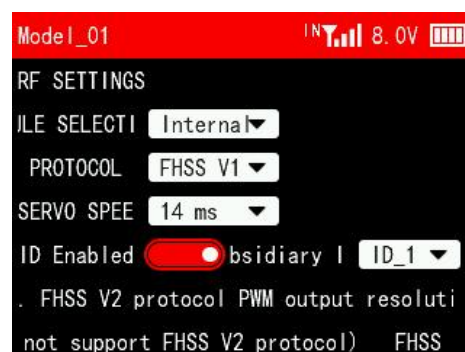 Model_01 IN 8.0V
RF SETTINGS
ULE SELECTI Internal
PROTOCOL FHSS V1
SERVO SPEE 14 ms
ID Enabled bsidiary I ID_1
. FHSS V2 protocol PWM output resoluti
not support FHSS V2 protocol) FHSS